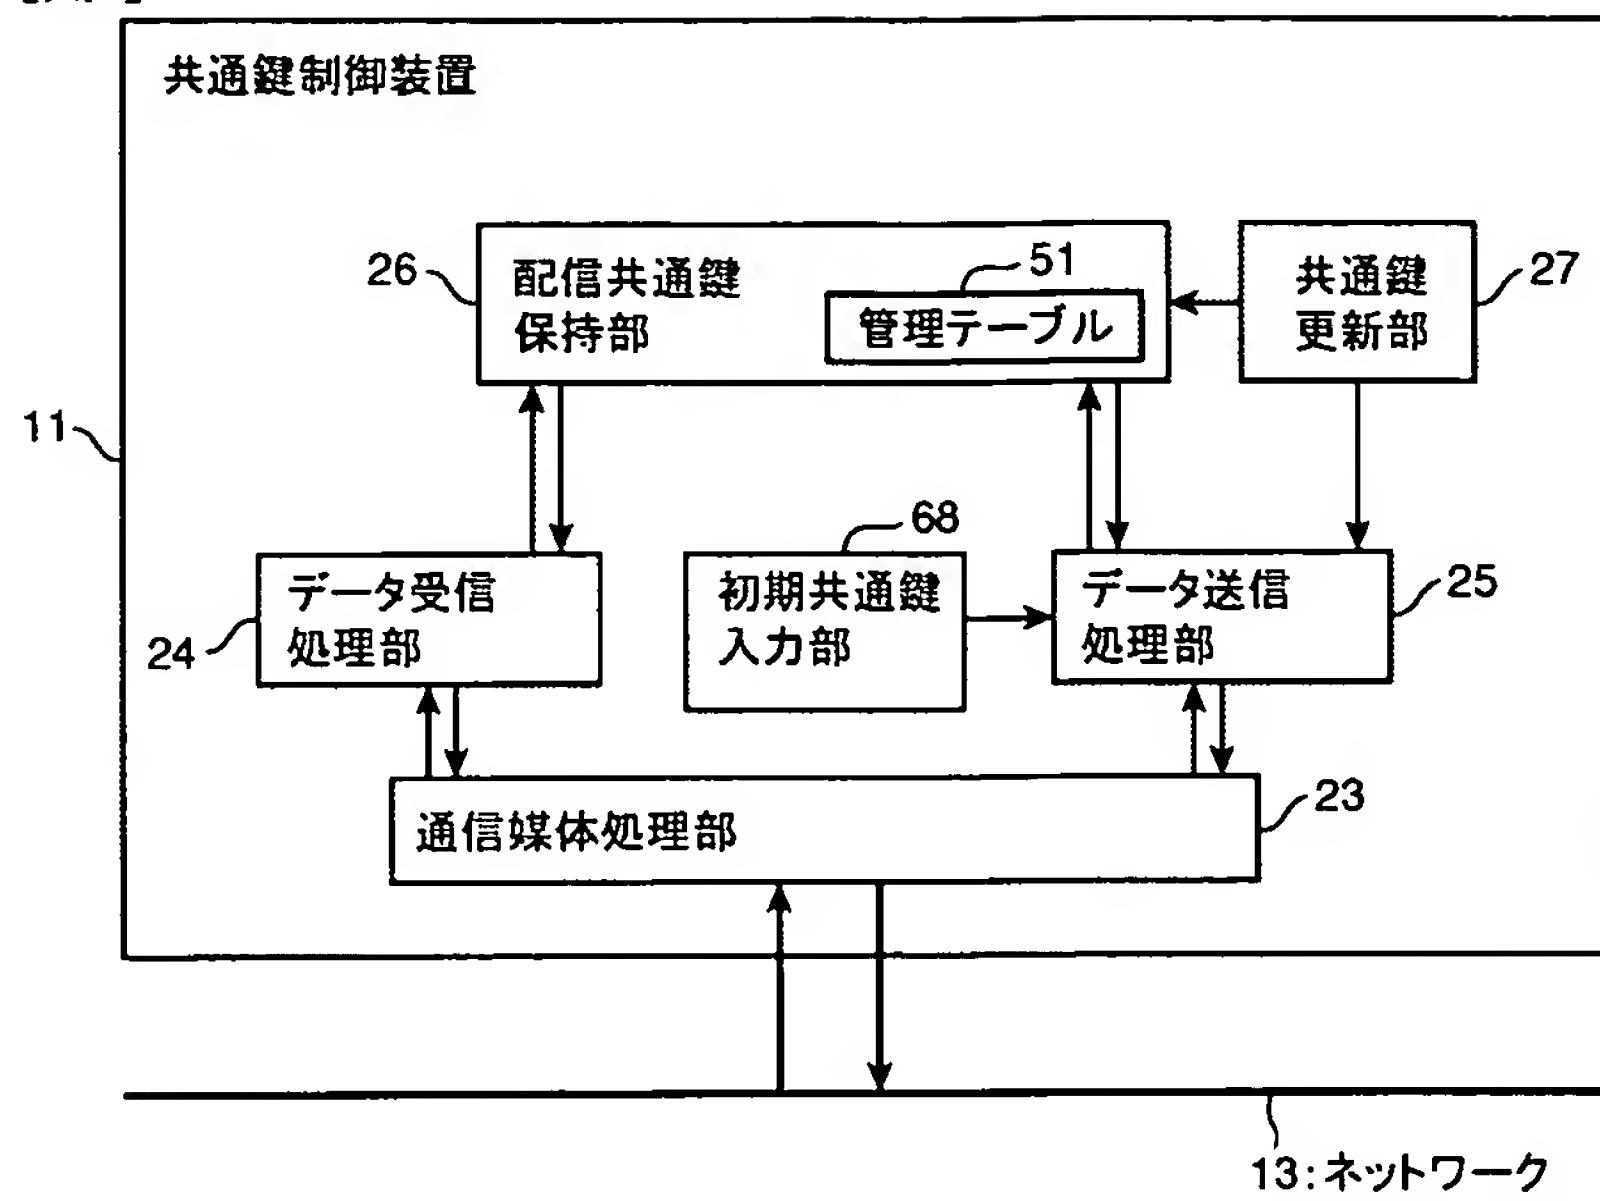 共通鍵制御装置
26
配信共通鍵
保持部
51
管理テーブル
共通鍵
更新部
27
11
68
データ受信
処理部
24
初期共通鍵
入力部
データ送信
処理部
25
通信媒体処理部
23
13:ネットワーク